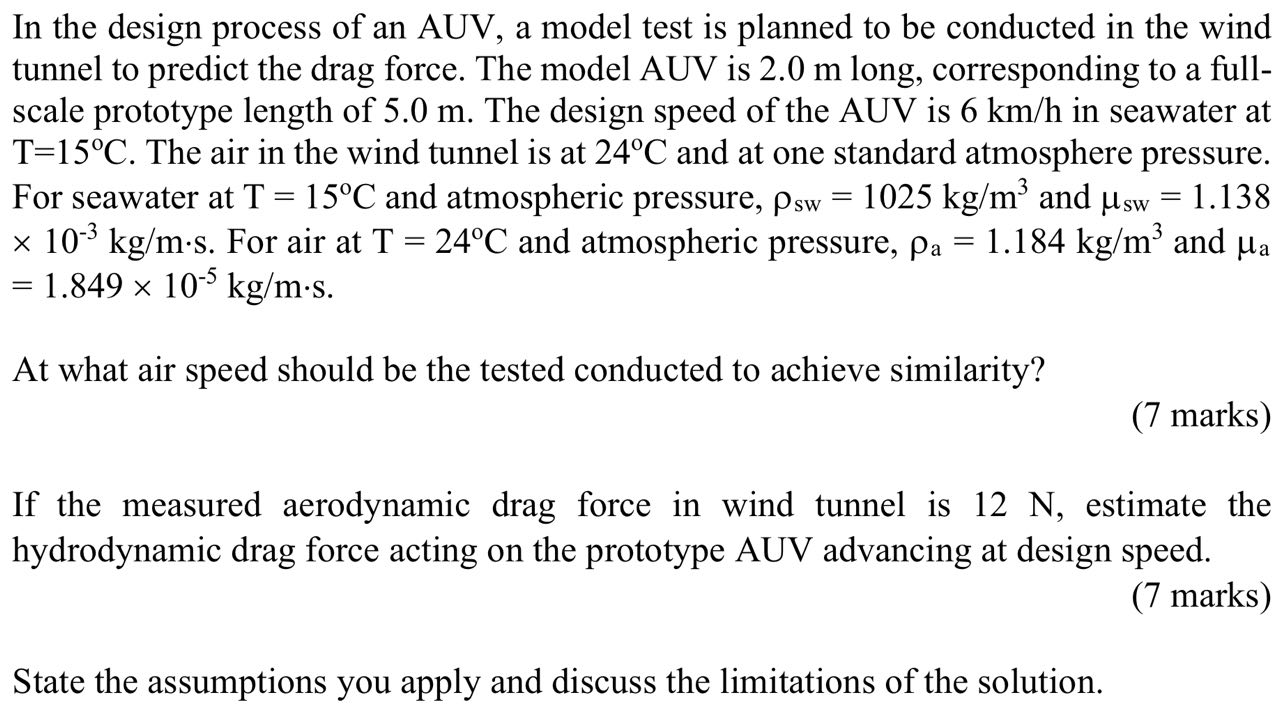 In the design process of an AUV, a model test is planned to be conducted in the wind
tunnel to predict the drag force. The model AUV is 2.0 m long, corresponding to a full-
scale prototype length of 5.0 m. The design speed of the AUV is 6 km/h in seawater at
T=15ºC. The air in the wind tunnel is at 24ºC and at one standard atmosphere pressure.
For seawater at T = 15ºC and atmospheric pressure, ρsw = 1025 kg/m³ and μsw = 1.138
× 10⁻³ kg/m·s. For air at T = 24ºC and atmospheric pressure, ρa = 1.184 kg/m³ and μa
= 1.849 × 10⁻⁵ kg/m·s.
At what air speed should be the tested conducted to achieve similarity?
(7 marks)
If the measured aerodynamic drag force in wind tunnel is 12 N, estimate the
hydrodynamic drag force acting on the prototype AUV advancing at design speed.
(7 marks)
State the assumptions you apply and discuss the limitations of the solution.